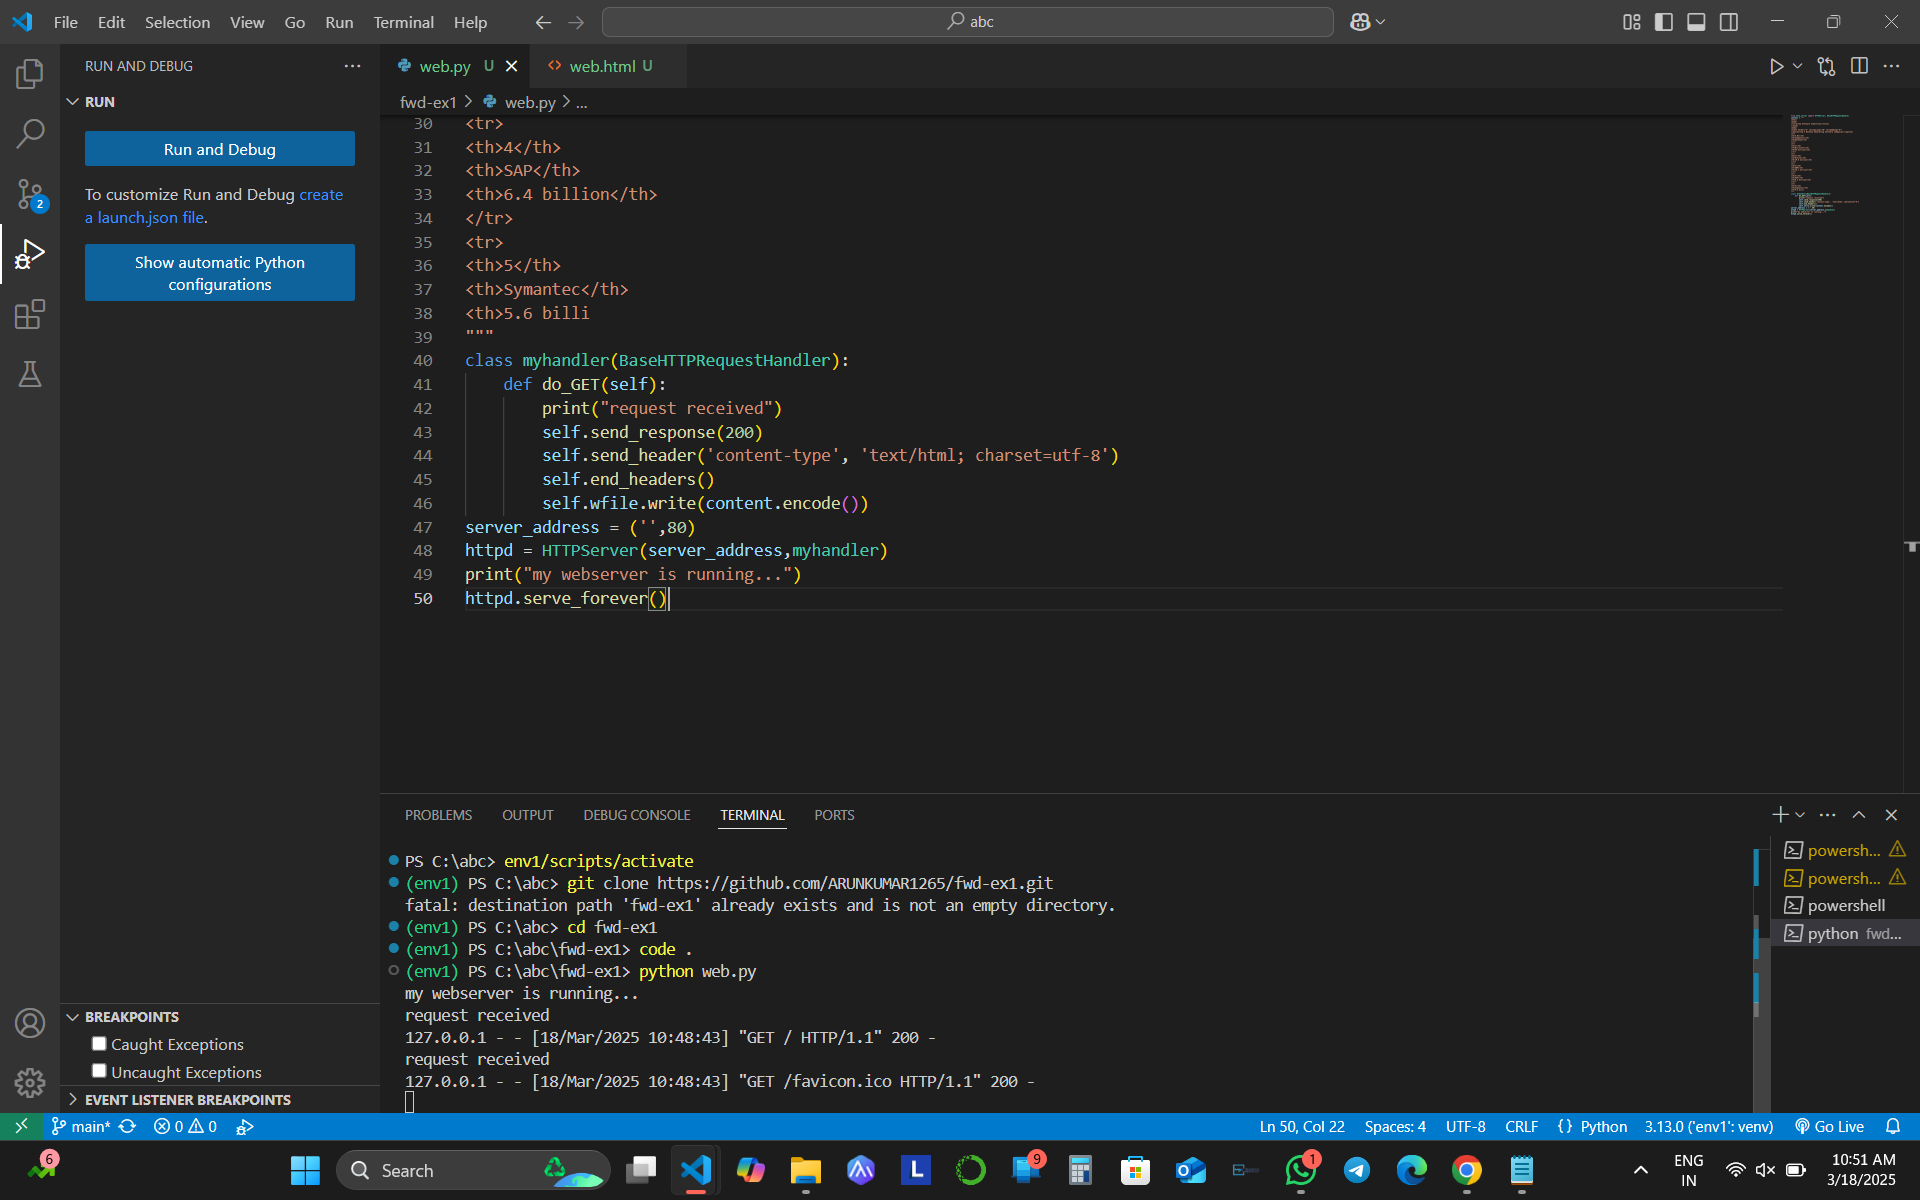 File Edit Selection View Go Run Terminal Help
abc
RUN AND DEBUG
RUN
Run and Debug
To customize Run and Debug create
a launch.json file.
Show automatic Python
configurations
2
web.py U
web.html U
fwd-ex1 > web.py > ...
30 <tr>
31 <th>4</th>
32 <th>SAP</th>
33 <th>6.4 billion</th>
34 </tr>
35 <tr>
36 <th>5</th>
37 <th>Symantec</th>
38 <th>5.6 billi
39 """
40 class myhandler(BaseHTTPRequestHandler):
41 def do_GET(self):
42 print("request received")
43 self.send_response(200)
44 self.send_header('content-type', 'text/html; charset=utf-8')
45 self.end_headers()
46 self.wfile.write(content.encode())
47 server_address = ('',80)
48 httpd = HTTPServer(server_address,myhandler)
49 print("my webserver is running...")
50 httpd.serve_forever()
PROBLEMS OUTPUT DEBUG CONSOLE TERMINAL PORTS
PS C:\abc> env1/scripts/activate
(env1) PS C:\abc> git clone https://github.com/ARUNKUMAR1265/fwd-ex1.git
fatal: destination path 'fwd-ex1' already exists and is not an empty directory.
(env1) PS C:\abc> cd fwd-ex1
(env1) PS C:\abc\fwd-ex1> code .
(env1) PS C:\abc\fwd-ex1> python web.py
my webserver is running...
request received
127.0.0.1 - - [18/Mar/2025 10:48:43] "GET / HTTP/1.1" 200 -
request received
127.0.0.1 - - [18/Mar/2025 10:48:43] "GET /favicon.ico HTTP/1.1" 200 -
powersh...
powersh...
powershell
python fwd...
BREAKPOINTS
Caught Exceptions
Uncaught Exceptions
EVENT LISTENER BREAKPOINTS
main* 0 0
Ln 50, Col 22 Spaces: 4 UTF-8 CRLF {} Python 3.13.0 ('env1': venv) Go Live
6
Search
L
9
1
ENG
IN
10:51 AM
3/18/2025